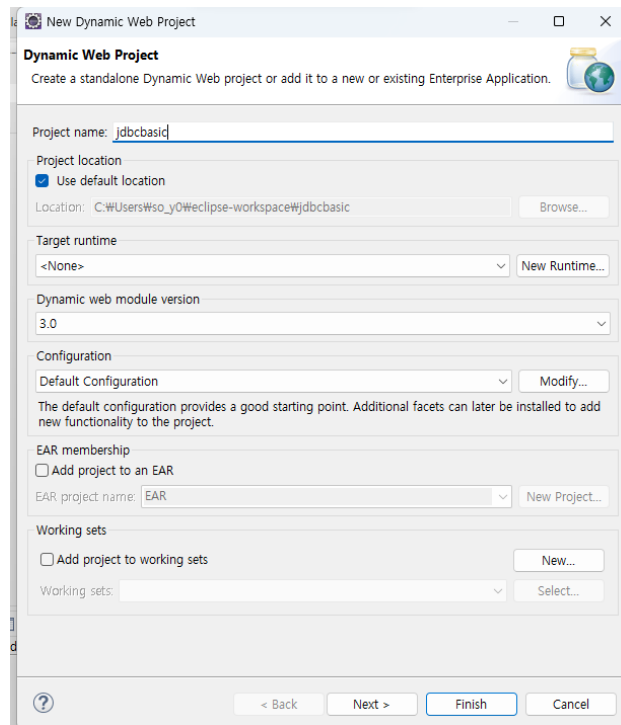 New Dynamic Web Project
Dynamic Web Project
Create a standalone Dynamic Web project or add it to a new or existing Enterprise Application.
Project name: jdbcbasic
Project location
Use default location
Location: C:₩Users₩so_y0₩eclipse-workspace₩jdbcbasic Browse...
Target runtime
<None> New Runtime...
Dynamic web module version
3.0
Configuration
Default Configuration Modify...
The default configuration provides a good starting point. Additional facets can later be installed to add
new functionality to the project.
EAR membership
Add project to an EAR
EAR project name: EAR New Project...
Working sets
Add project to working sets New...
Working sets: Select...
? < Back Next > Finish Cancel